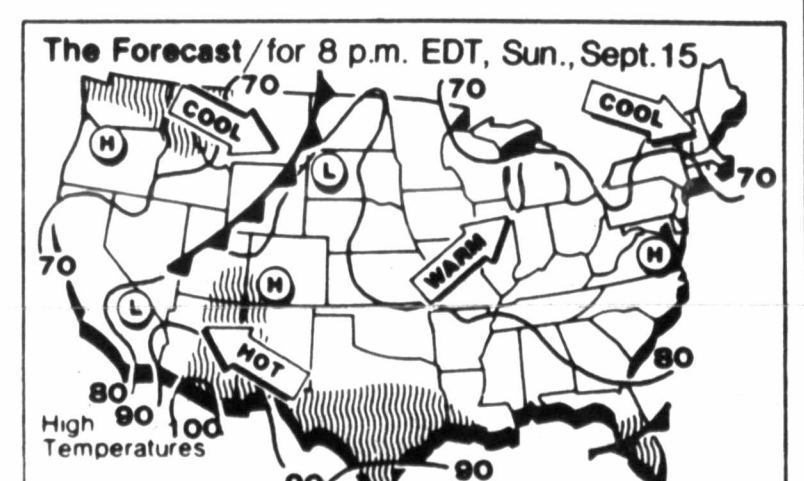 The Forecast/for 8 p.m. EDT, Sun., Sept. 15
70
70
COOL
COOL
H
L
70
WARM
H
70
H
L
HOT
80
80
90
100
High
Temperatures
90
90